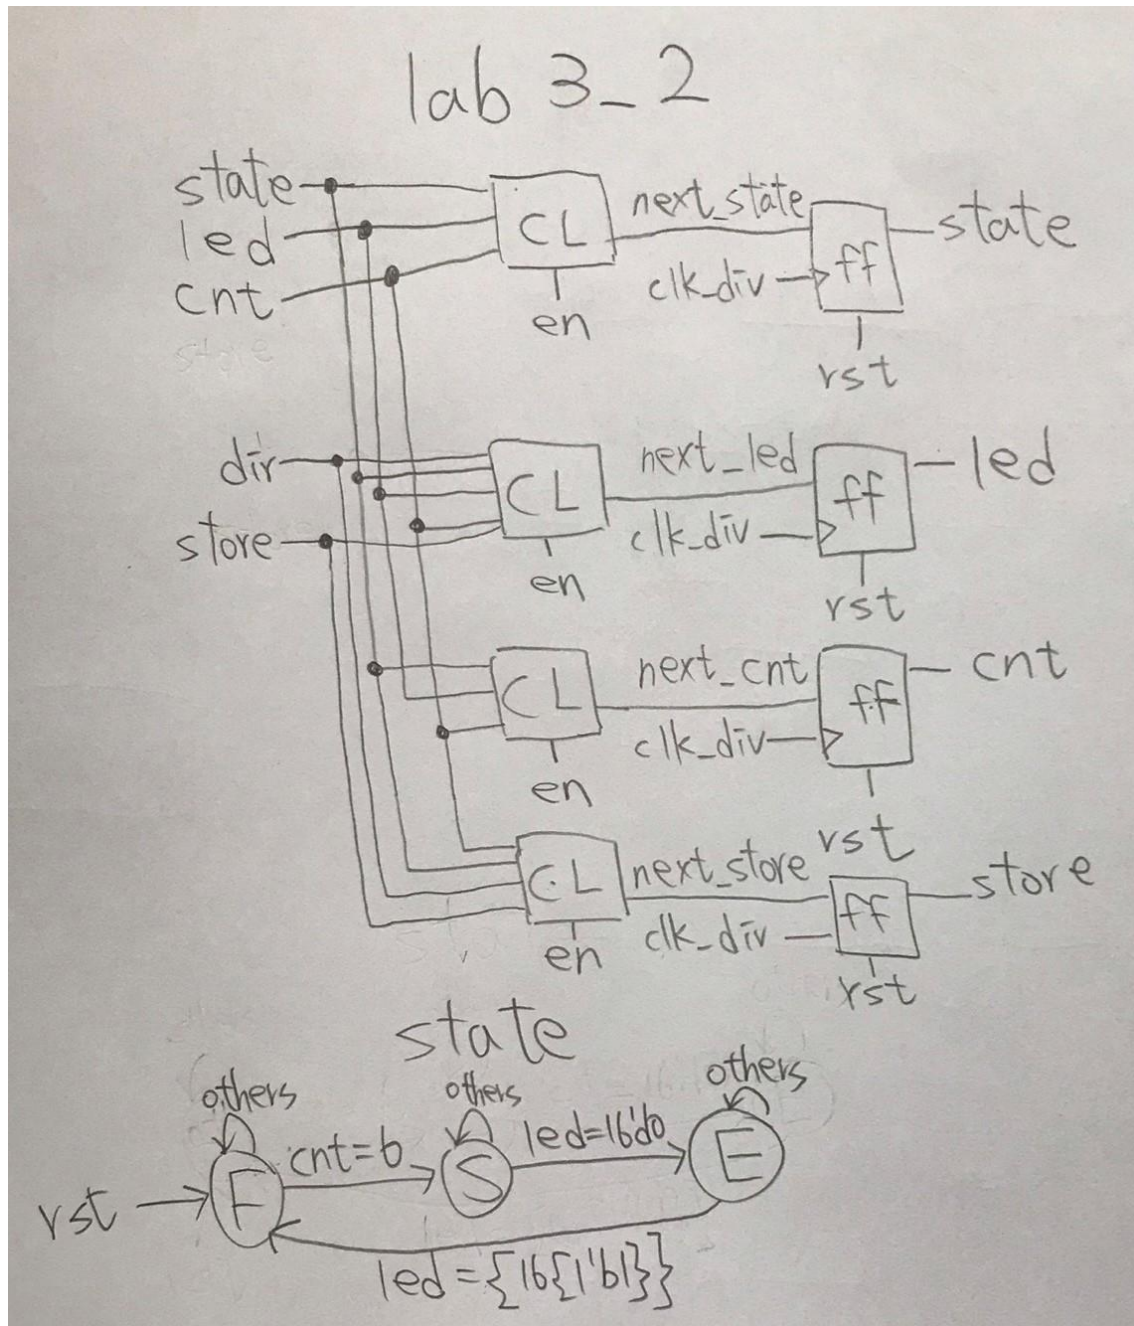 lab 3_2
state
led
cnt
CL
en
next_state
clk_div
ff
rst
state
dir
store
CL
en
next_led
clk_div
ff
rst
led
CL
en
next_cnt
clk_div
ff
rst
cnt
CL
en
next_store
clk_div
ff
rst
store
state
others
others
others
rst
F
cnt=6
S
led=16'd0
E
led={16{1'b1}}